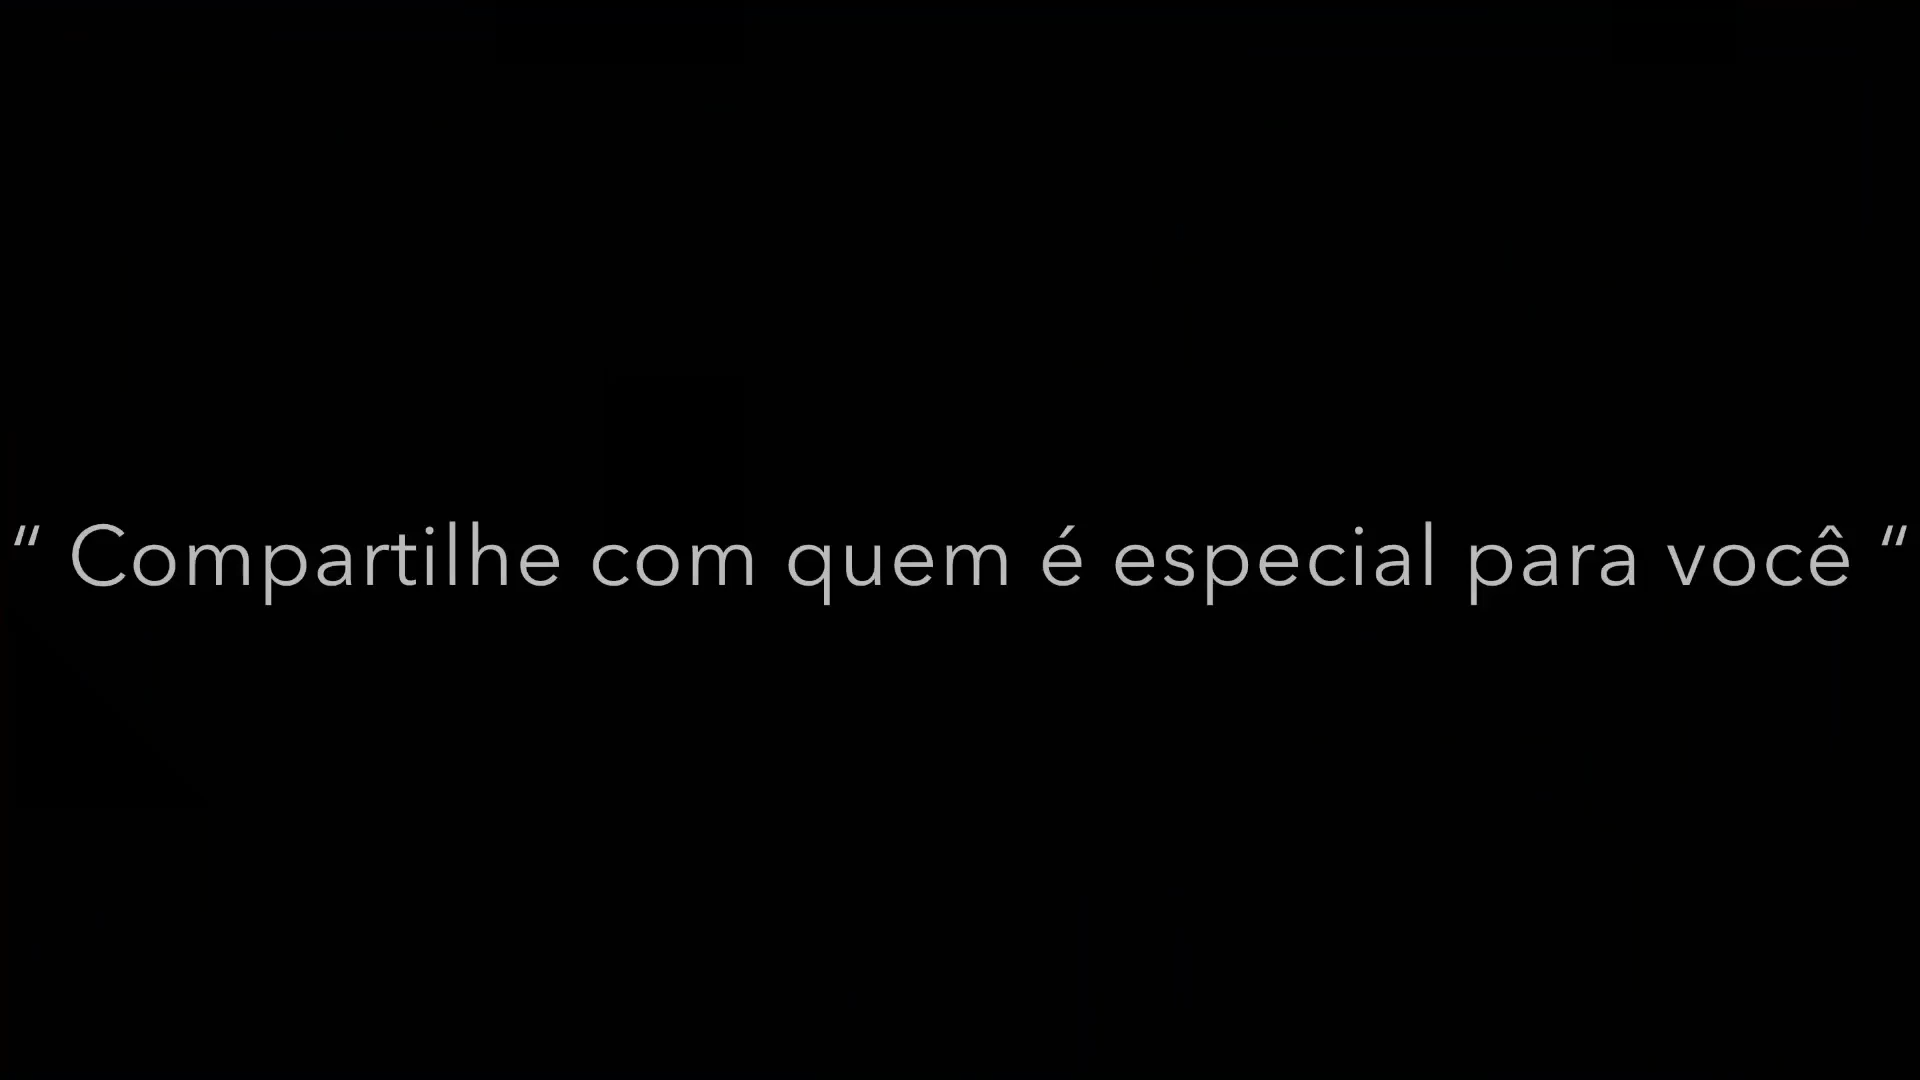 “ Compartilhe com quem é especial para você “